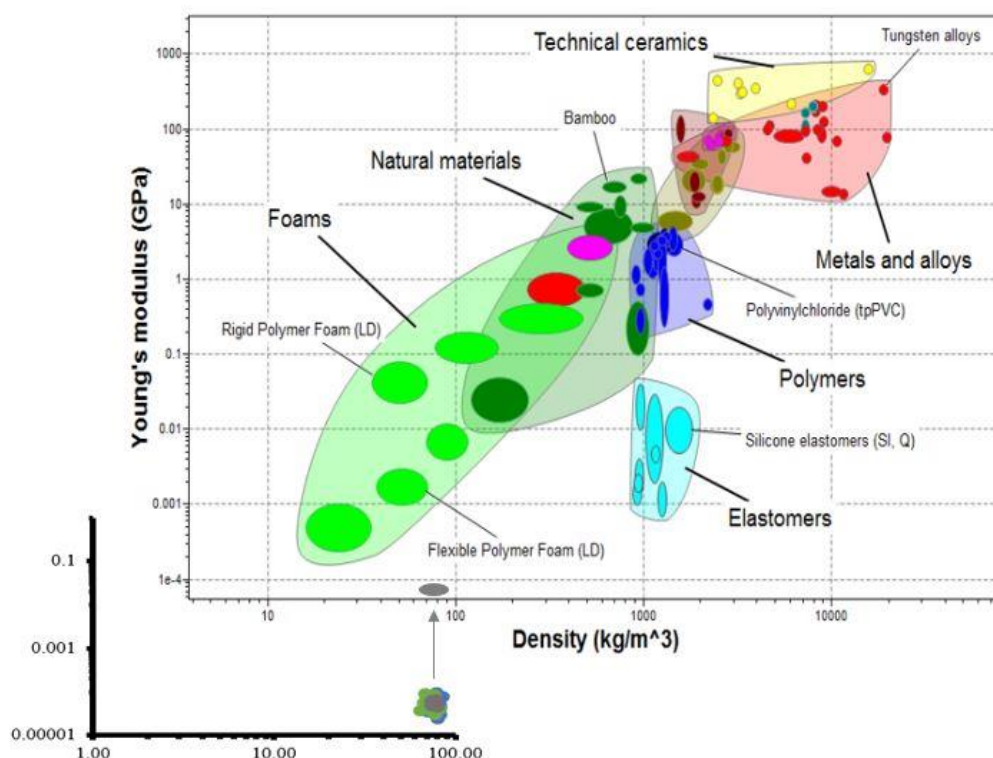 Technical ceramics
Tungsten alloys
1000
Bamboo
100
Natural materials
10
Foams
Metals and alloys
1
Polyvinylchloride (tpPVC)
Rigid Polymer Foam (LD)
0.1
Polymers
Young's modulus (GPa)
0.01
Silicone elastomers (SI, Q)
0.001
Elastomers
Flexible Polymer Foam (LD)
0.1
1e-4
10
100
1000
10000
Density (kg/m^3)
0.001
0.00001
1.00
10.00
100.00